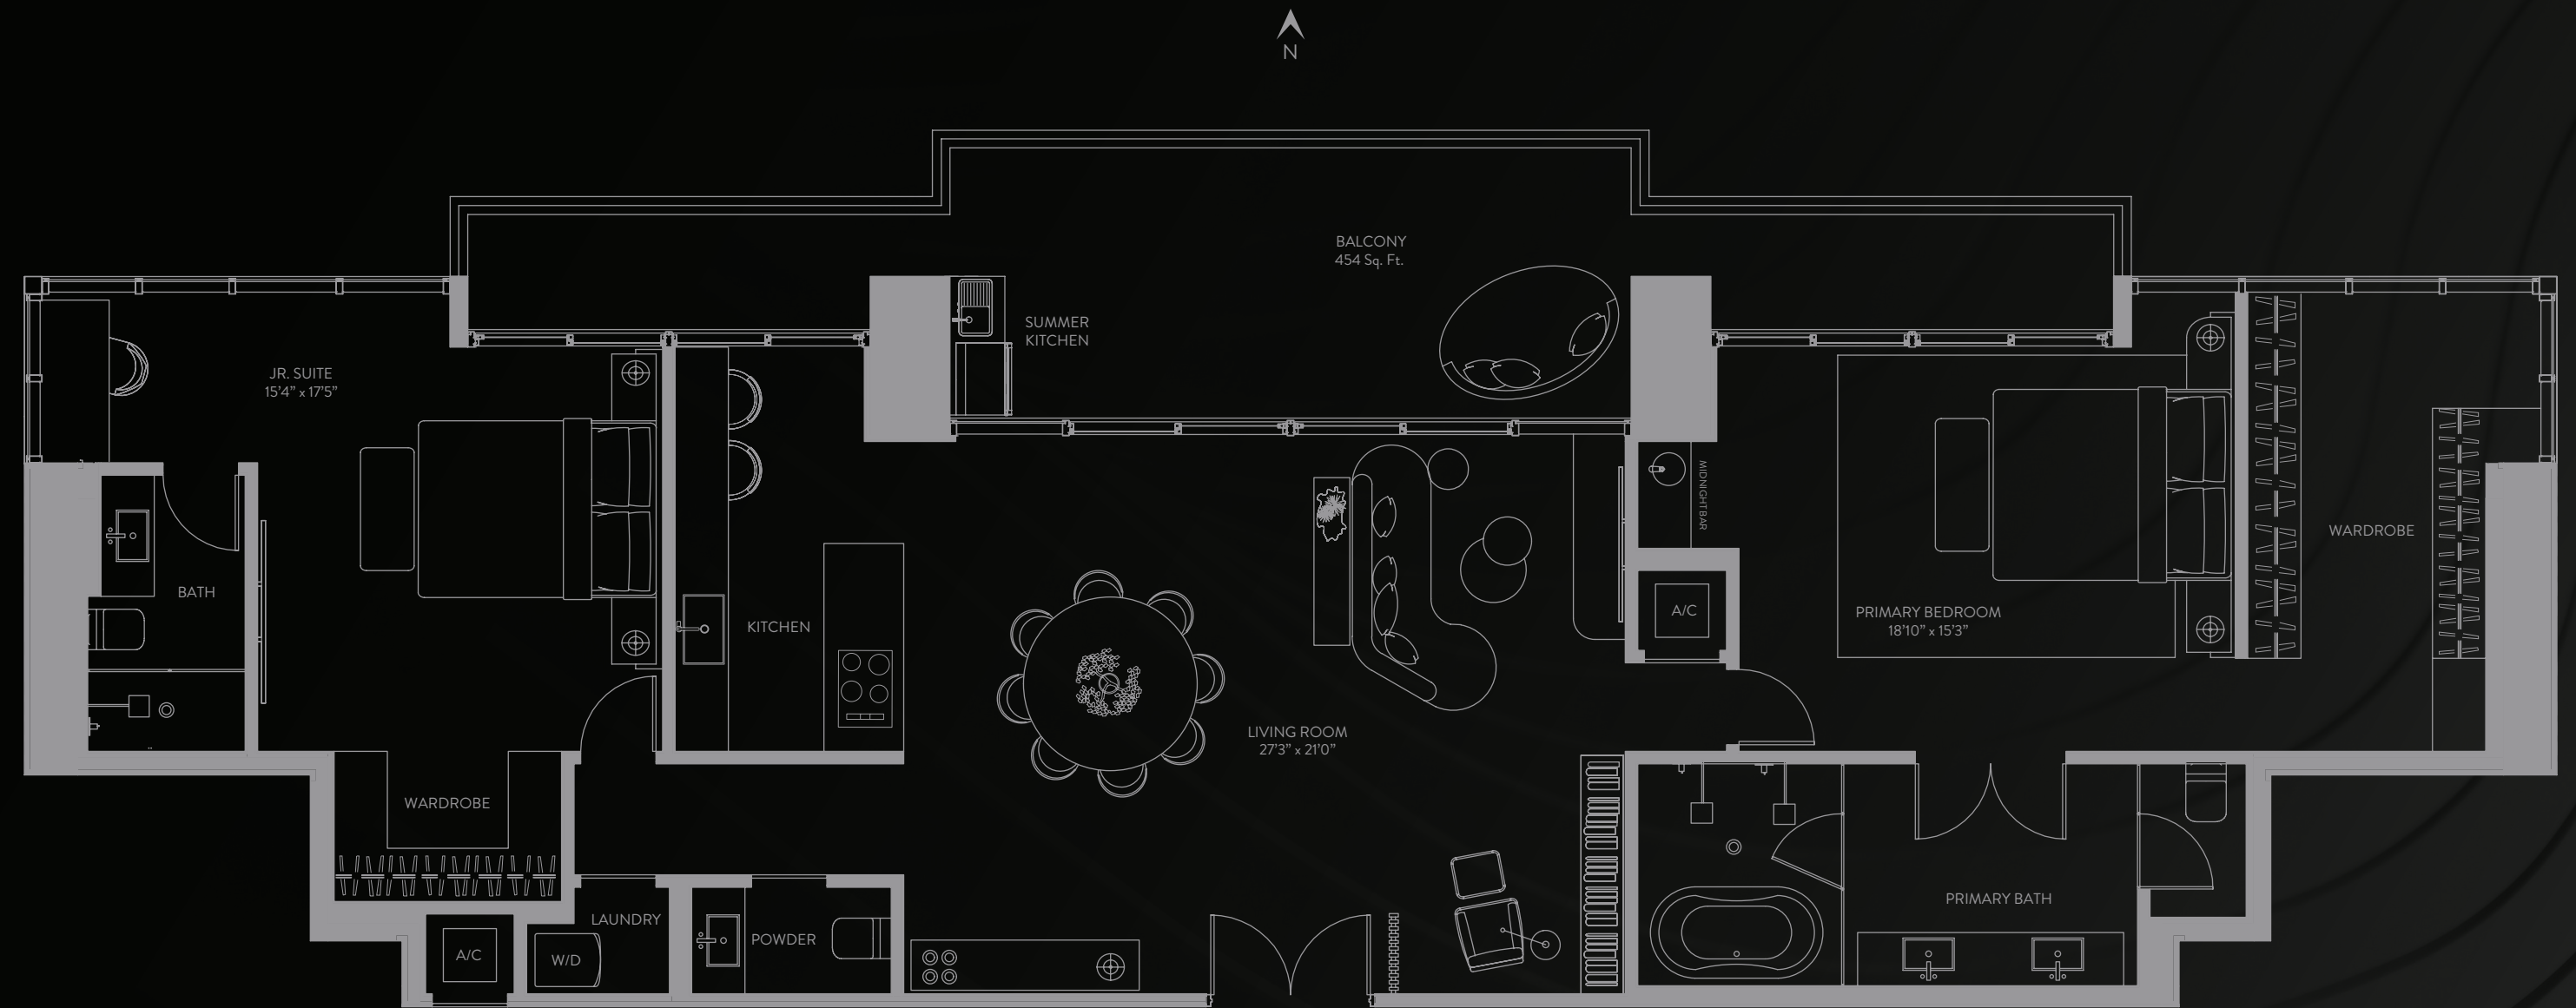 N
BALCONY
454 Sq. Ft.
SUMMER
KITCHEN
JR. SUITE
15'4" x 17'5"
MIDNIGHT BAR
WARDROBE
BATH
A/C
PRIMARY BEDROOM
18'10" x 15'3"
KITCHEN
LIVING ROOM
27'3" x 21'0"
WARDROBE
PRIMARY BATH
LAUNDRY
POWDER
A/C
W/D